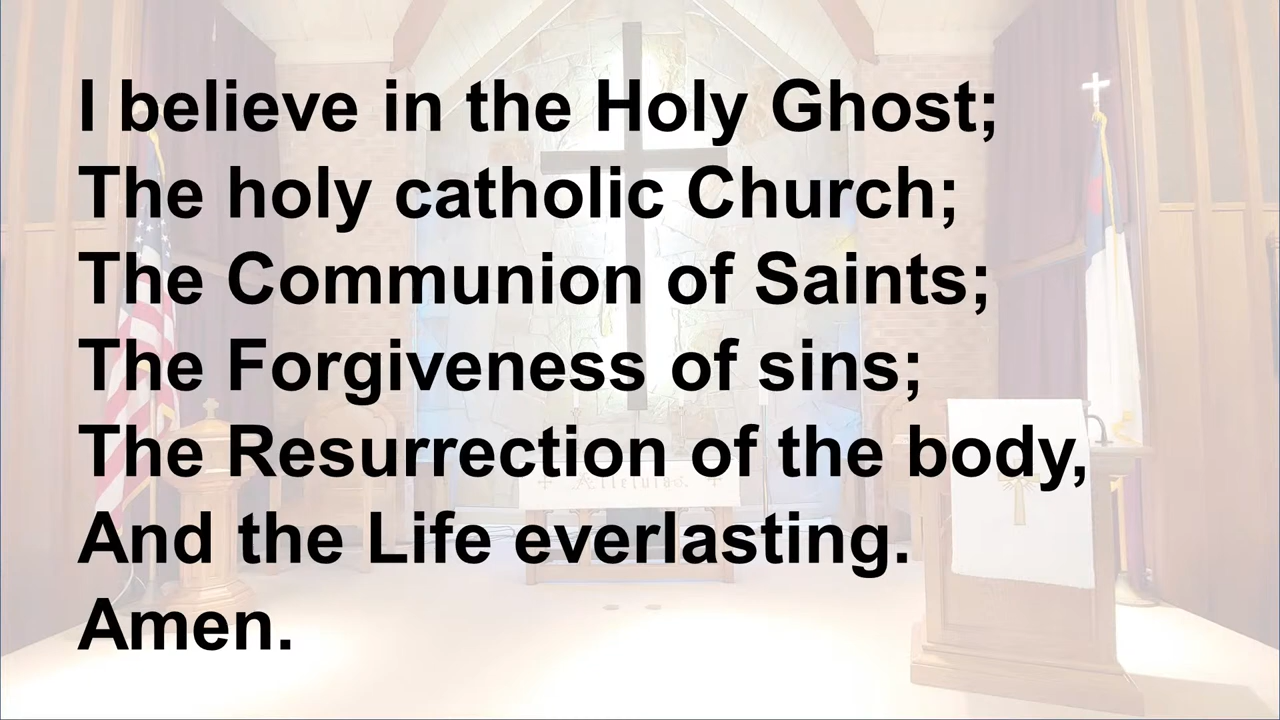 I believe in the Holy Ghost;
The holy catholic Church;
The Communion of Saints;
The Forgiveness of sins;
The Resurrection of the body,
And the Life everlasting.
Amen.
Alleluia.